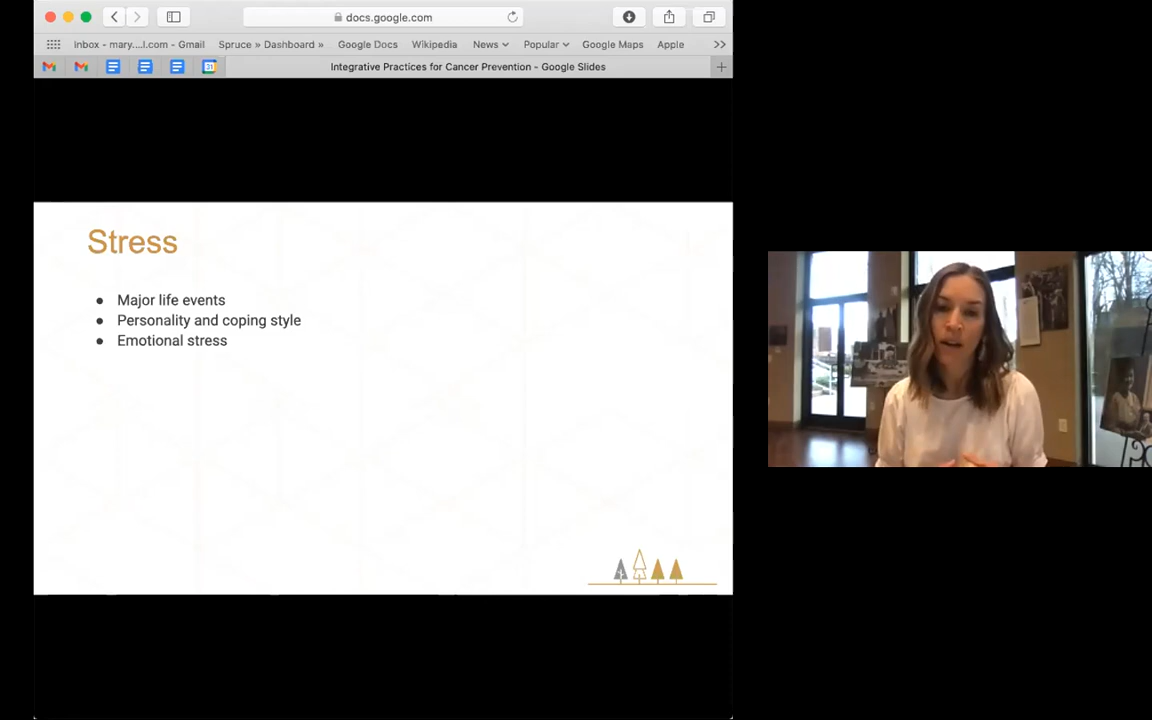 docs.google.com
Inbox - mary....l.com - Gmail Spruce » Dashboard » Google Docs Wikipedia News Popular Google Maps Apple
31 Integrative Practices for Cancer Prevention - Google Slides
Stress
● Major life events
● Personality and coping style
● Emotional stress